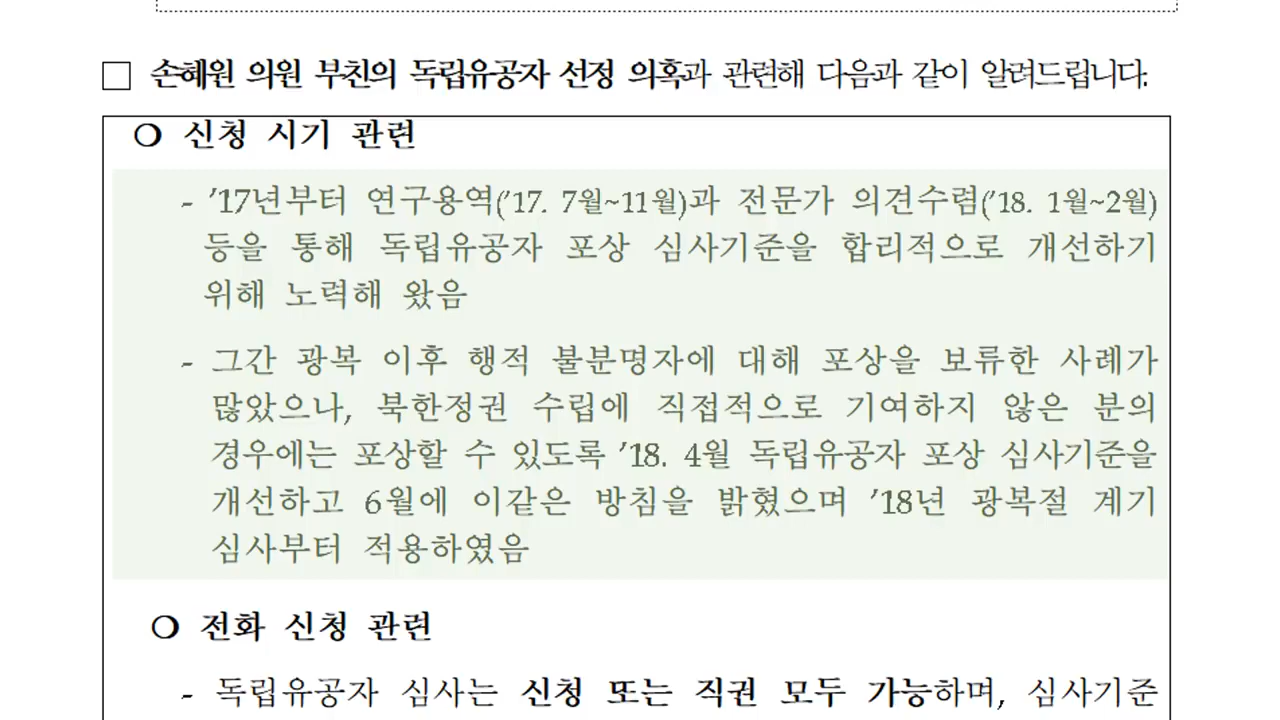 □ 손혜원 의원 부친의 독립유공자 선정 의혹과 관련해 다음과 같이 알려드립니다.
❍ 신청 시기 관련
- ’17년부터 연구용역(’17. 7월~11월)과 전문가 의견수렴(’18. 1월~2월)
등을 통해 독립유공자 포상 심사기준을 합리적으로 개선하기
위해 노력해 왔음
- 그간 광복 이후 행적 불분명자에 대해 포상을 보류한 사례가
많았으나, 북한정권 수립에 직접적으로 기여하지 않은 분의
경우에는 포상할 수 있도록 ’18. 4월 독립유공자 포상 심사기준을
개선하고 6월에 이같은 방침을 밝혔으며 ’18년 광복절 계기
심사부터 적용하였음
❍ 전화 신청 관련
- 독립유공자 심사는 신청 또는 직권 모두 가능하며, 심사기준